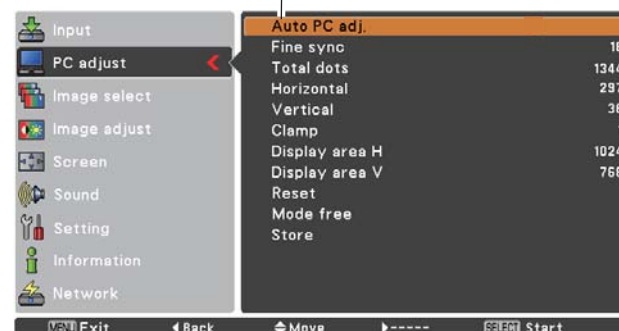 Input
PC adjust
Image select
Image adjust
Screen
Sound
Setting
Information
Network
Auto PC adj.
Fine sync
Total dots 1344
Horizontal 297
Vertical
Clamp
Display area H 1024
Display area V 768
Reset
Mode free
Store
MENU Exit Back Move ----- SELECT Start